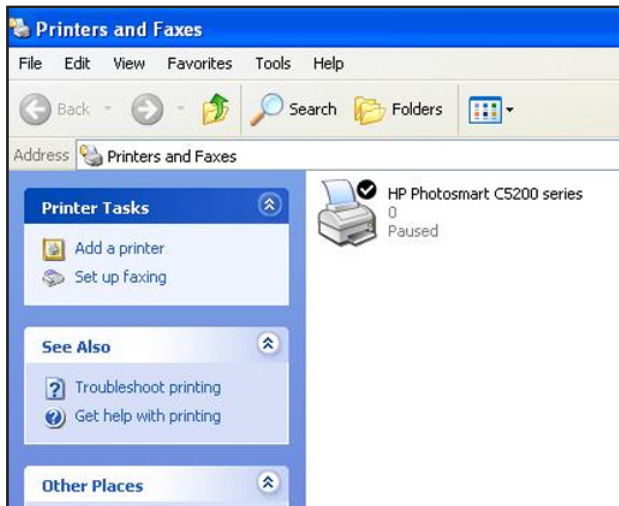 Printers and Faxes
File Edit View Favorites Tools Help
Back Search Folders
Address Printers and Faxes
Printer Tasks
Add a printer
Set up faxing
See Also
Troubleshoot printing
Get help with printing
Other Places
HP Photosmart C5200 series
0
Paused